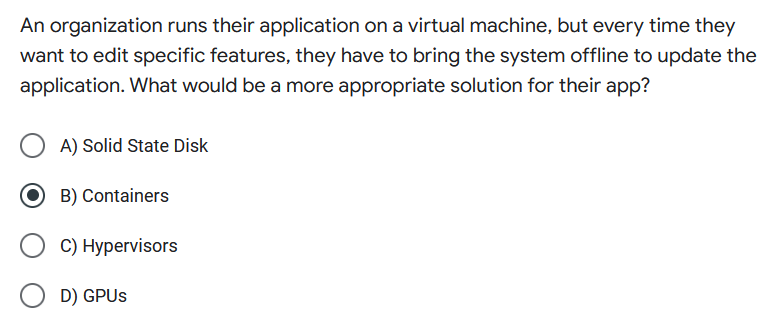 An organization runs their application on a virtual machine, but every time they
want to edit specific features, they have to bring the system offline to update the
application. What would be a more appropriate solution for their app?
A) Solid State Disk
B) Containers
C) Hypervisors
D) GPUs